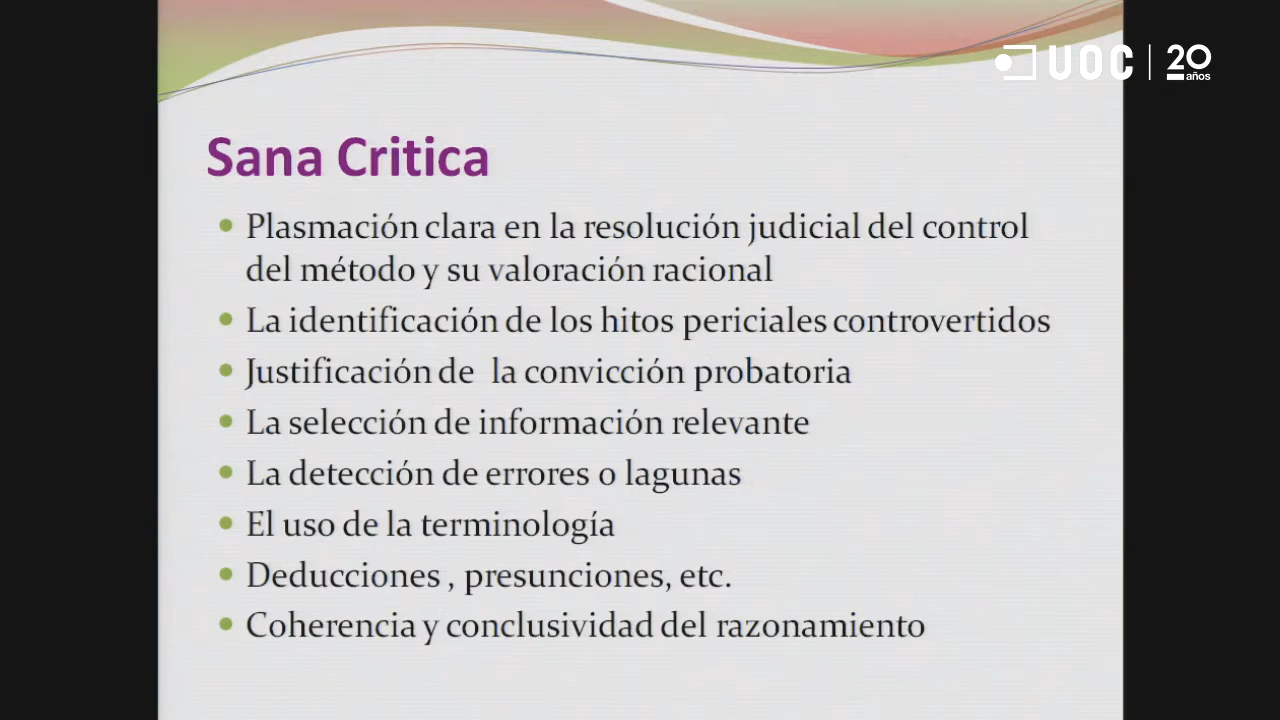 UOC 20 años
Sana Critica
• Plasmación clara en la resolución judicial del control
del método y su valoración racional
• La identificación de los hitos periciales controvertidos
• Justificación de la convicción probatoria
• La selección de información relevante
• La detección de errores o lagunas
• El uso de la terminología
• Deducciones , presunciones, etc.
• Coherencia y conclusividad del razonamiento